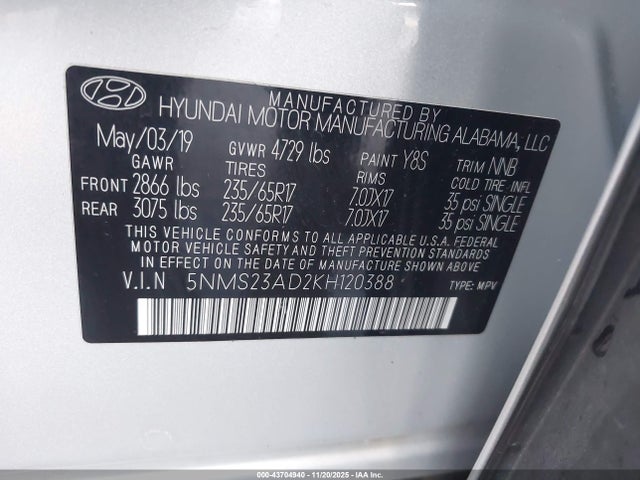 MANUFACTURED BY
HYUNDAI MOTOR MANUFACTURING ALABAMA, LLC
May/03/19 GVWR 4729 lbs PAINT Y8S TRIM NNB
GAWR TIRES RIMS COLD TIRE INFL
FRONT 2866 lbs 235/65R17 7.0JX17 35 psi SINGLE
REAR 3075 lbs 235/65R17 7.0JX17 35 psi SINGLE
THIS VEHICLE CONFORMS TO ALL APPLICABLE U.S.A. FEDERAL
MOTOR VEHICLE SAFETY AND THEFT PREVENTION STANDARDS
IN EFFECT ON THE DATE OF MANUFACTURE SHOWN ABOVE.
V.I.N 5NMS23AD2KH120388 TYPE: MPV
000-43704940 - 11/20/2025 - IAA Inc.